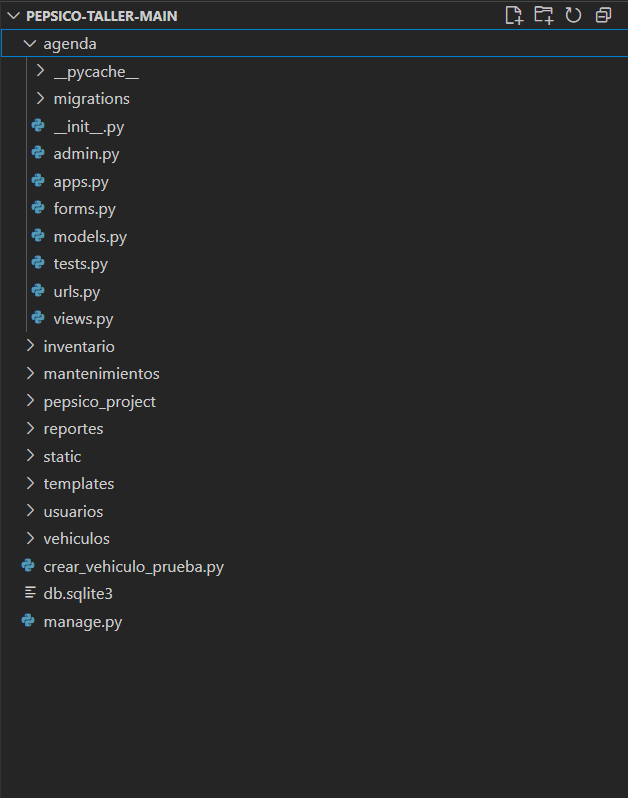 PEPSICO-TALLER-MAIN
agenda
__pycache__
migrations
__init__.py
admin.py
apps.py
forms.py
models.py
tests.py
urls.py
views.py
inventario
mantenimientos
pepsico_project
reportes
static
templates
usuarios
vehiculos
crear_vehiculo_prueba.py
db.sqlite3
manage.py